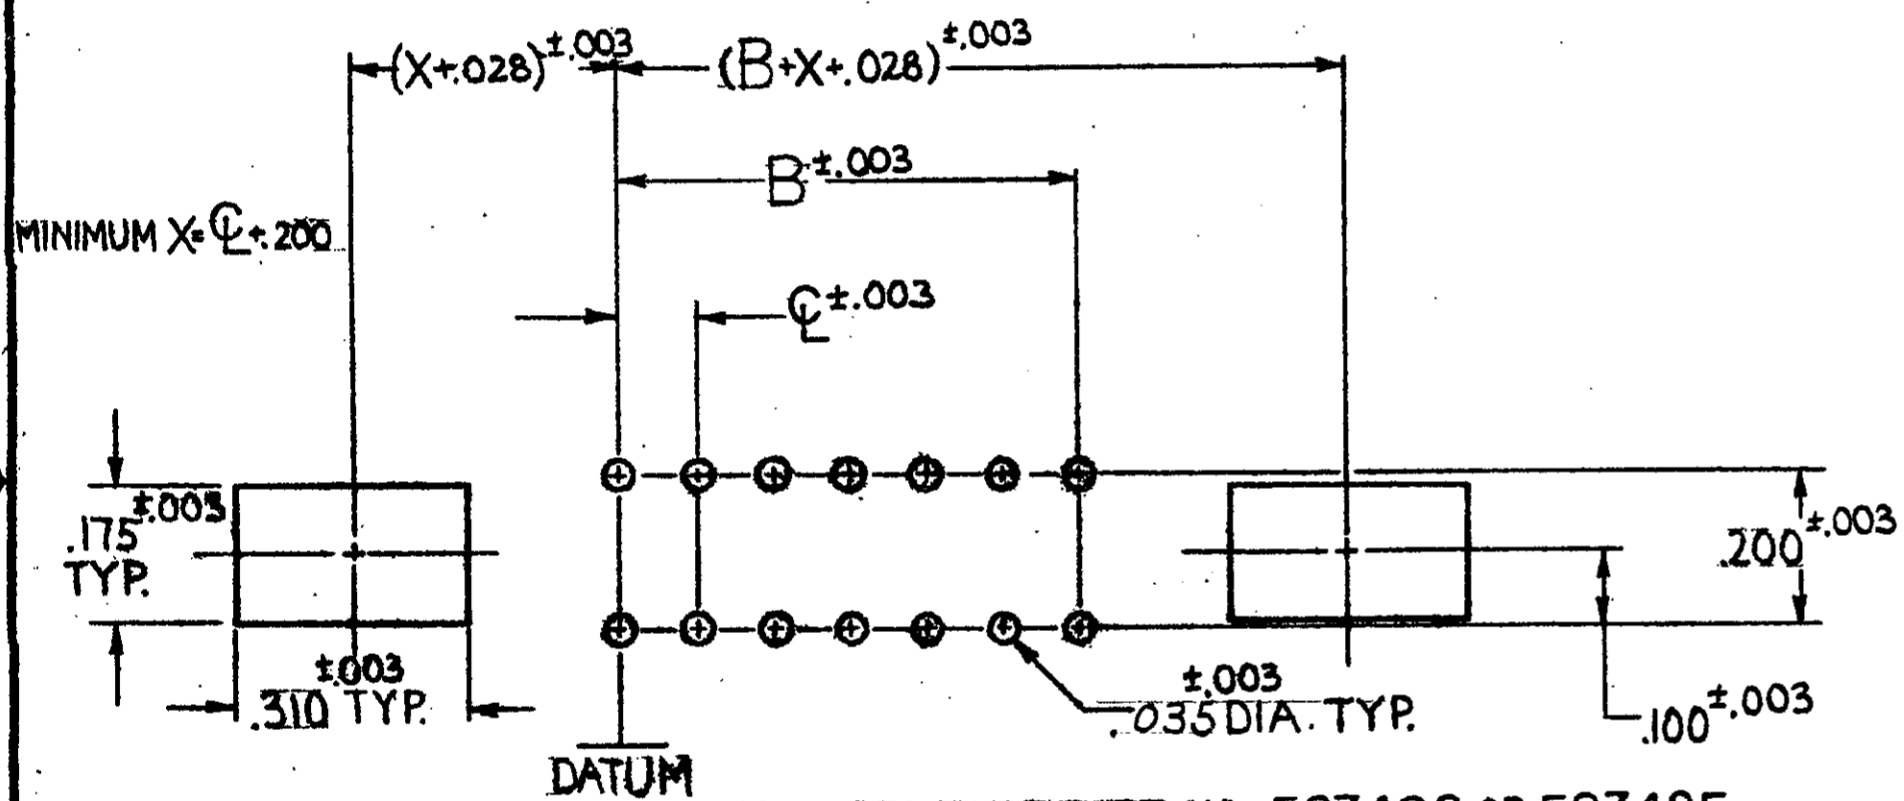 (X+.028)±.003 (B+X+.028)±.003
B±.003
MINIMUM X=℄+.200
℄±.003
.175±.003
TYP.
.200±.003
±.003
.310 TYP.
±.003
.035 DIA. TYP.
.100±.003
DATUM